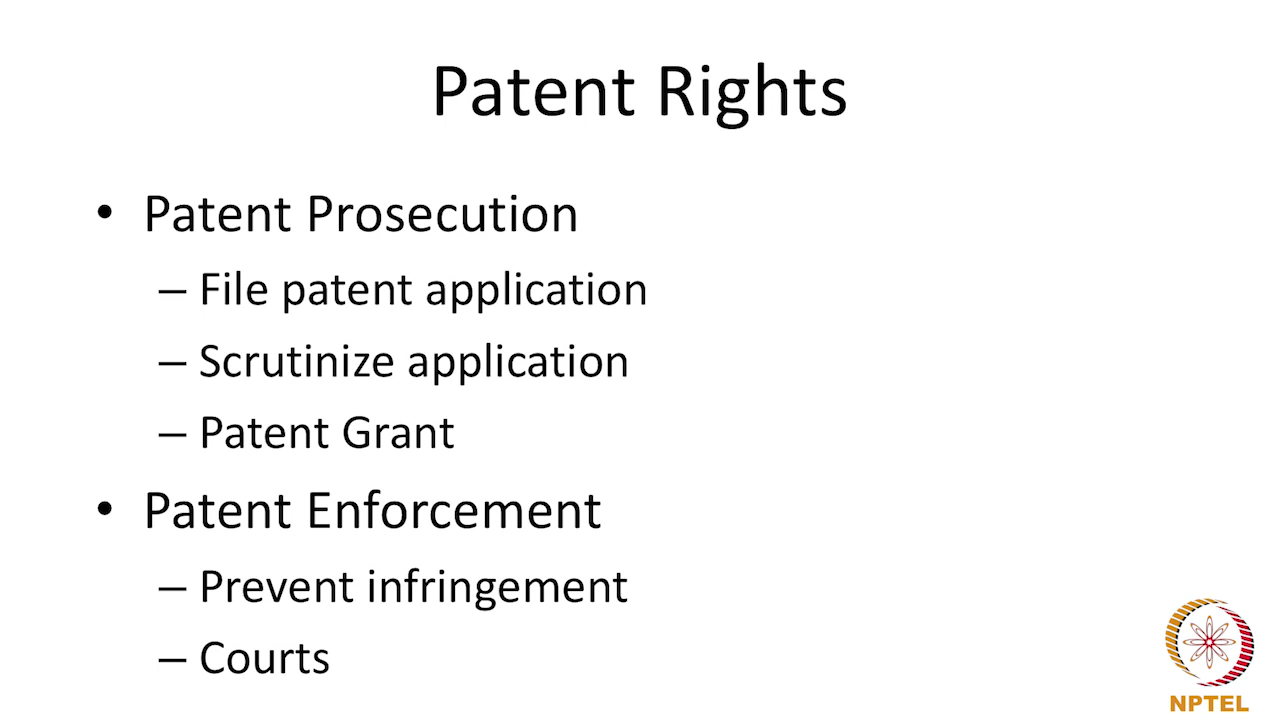 Patent Rights
• Patent Prosecution
– File patent application
– Scrutinize application
– Patent Grant
• Patent Enforcement
– Prevent infringement
– Courts
NPTEL